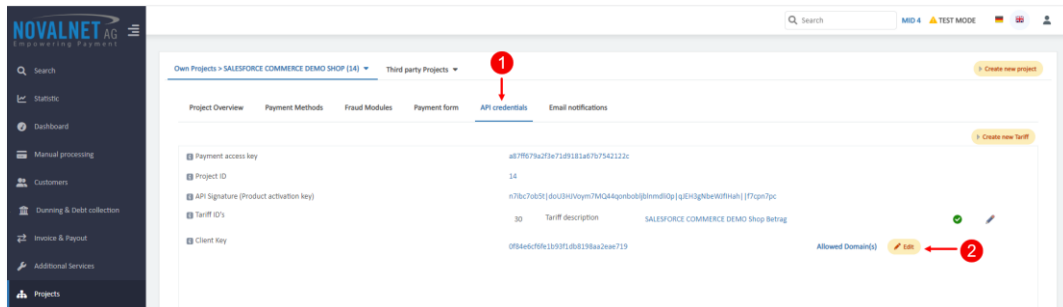 NOVALNET AG
Empowering Payment
Search
MID 4 TEST MODE
Search
Statistic
Dashboard
Manual processing
Customers
Dunning & Debt collection
Invoice & Payout
Additional Services
Projects
Own Projects > SALESFORCE COMMERCE DEMO SHOP (14)
Third party Projects
1
Create new project
Project Overview
Payment Methods
Fraud Modules
Payment form
API credentials
Email notifications
Create new Tariff
Payment access key
a87ff679a2f3e71d9181a67b7542122c
Project ID
14
API Signature (Product activation key)
Tariff ID's
30 Tariff description SALESFORCE COMMERCE DEMO Shop Betrag
Client Key
0f84e6cf6fe1b93f1db8198aa2eae719
Allowed Domain(s)
Edit
2